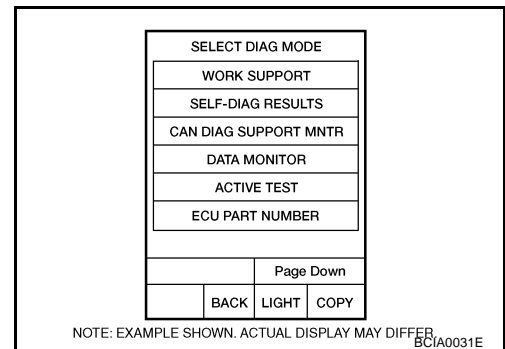 SELECT DIAG MODE
WORK SUPPORT
SELF-DIAG RESULTS
CAN DIAG SUPPORT MNTR
DATA MONITOR
ACTIVE TEST
ECU PART NUMBER
Page Down
BACK LIGHT COPY
NOTE: EXAMPLE SHOWN. ACTUAL DISPLAY MAY DIFFER.
BCIA0031E